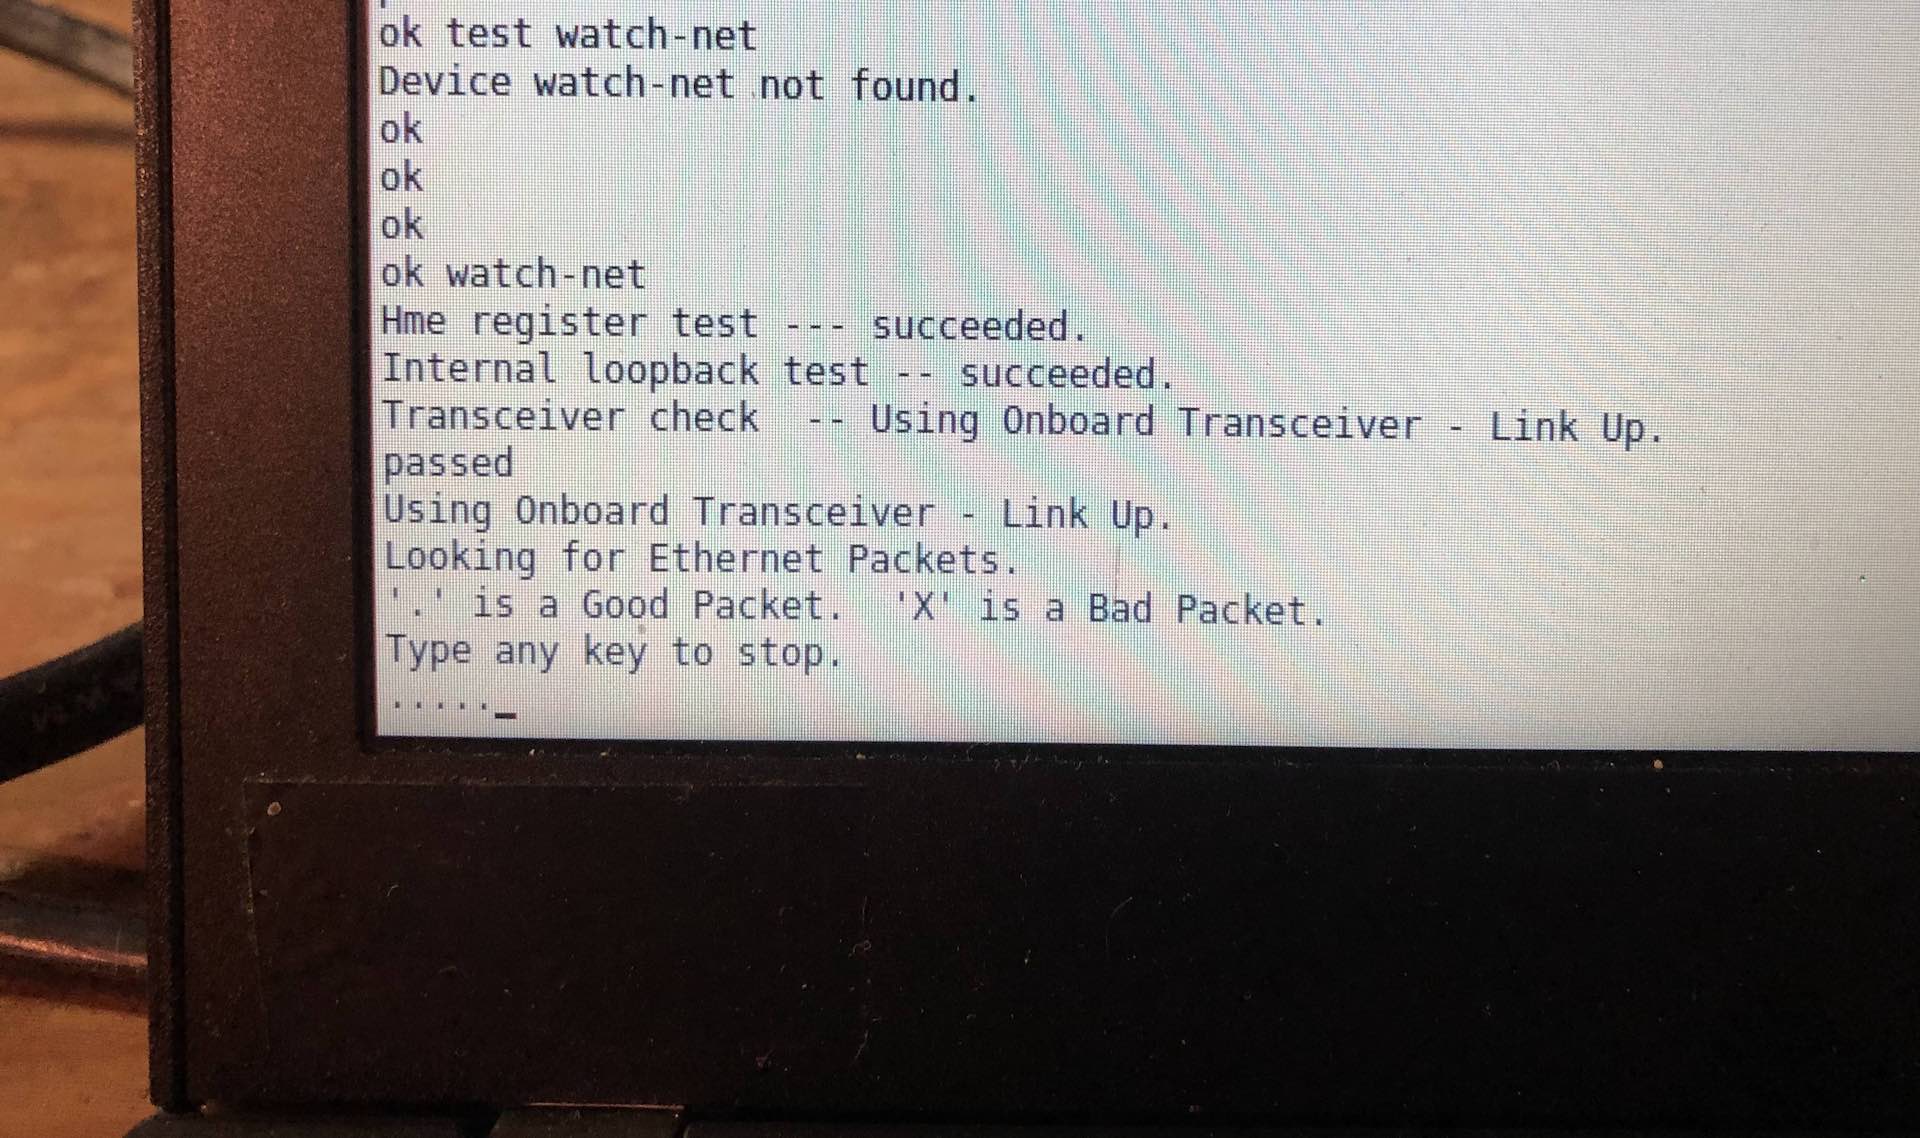 ok test watch-net
Device watch-net not found.
ok
ok
ok
ok watch-net
Hme register test --- succeeded.
Internal loopback test -- succeeded.
Transceiver check  -- Using Onboard Transceiver - Link Up.
passed
Using Onboard Transceiver - Link Up.
Looking for Ethernet Packets.
'.' is a Good Packet.  'X' is a Bad Packet.
Type any key to stop.
....._